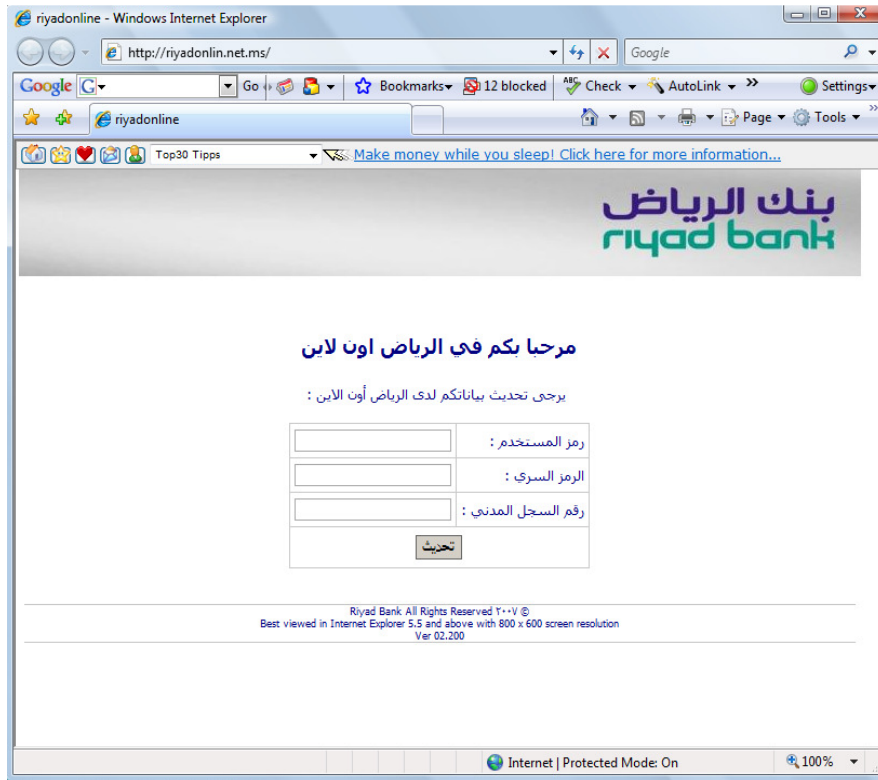 riyadonline - Windows Internet Explorer
http://riyadonlin.net.ms/
Google
Google G Go Bookmarks 12 blocked ABC Check AutoLink >> Settings
riyadonline Page Tools >>
Top30 Tipps Make money while you sleep! Click here for more information...
بنك الرياض
riyad bank
مرحبا بكم في الرياض اون لاين
يرجى تحديث بياناتكم لدى الرياض أون الاين :
رمز المستخدم :
الرمز السري :
رقم السجل المدني :
تحديث
Riyad Bank All Rights Reserved ٢٠٠٧ ©
Best viewed in Internet Explorer 5.5 and above with 800 x 600 screen resolution
Ver 02.200
Internet | Protected Mode: On 100%